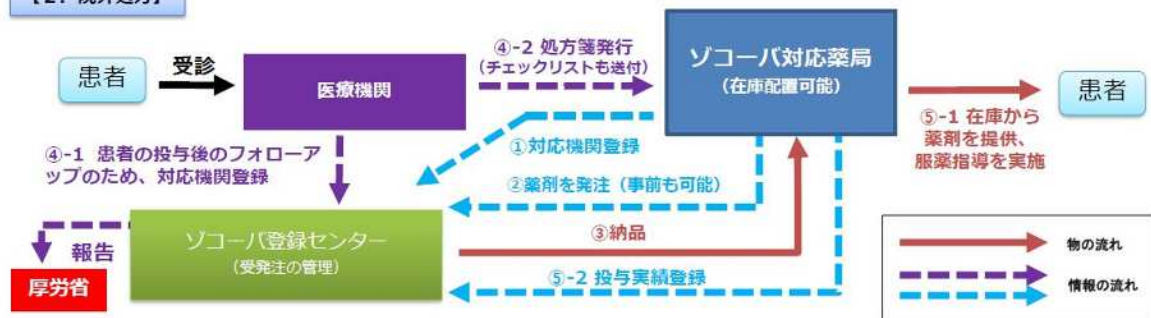 【2. 院外処方】
患者
受診
医療機関
④-2 処方箋発行
（チェックリストも送付）
ゾコーバ対応薬局
（在庫配置可能）
患者
⑤-1 在庫から
薬剤を提供、
服薬指導を実施
④-1 患者の投与後のフォローア
ップのため、対応機関登録
①対応機関登録
②薬剤を発注（事前も可能）
③納品
⑤-2 投与実績登録
ゾコーバ登録センター
（受発注の管理）
報告
厚労省
物の流れ
情報の流れ